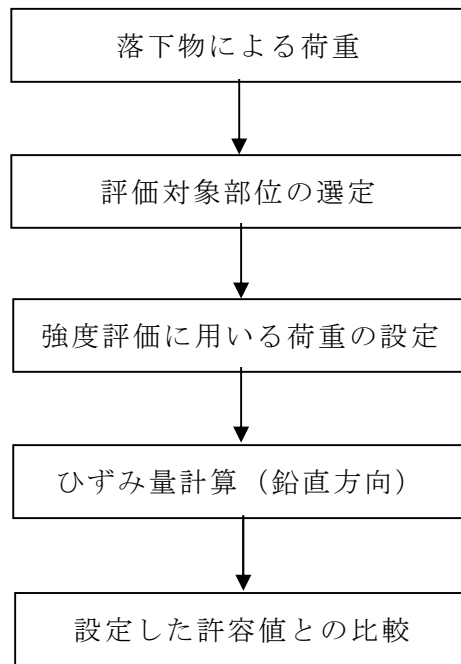 落下物による荷重
評価対象部位の選定
強度評価に用いる荷重の設定
ひずみ量計算（鉛直方向）
設定した許容値との比較